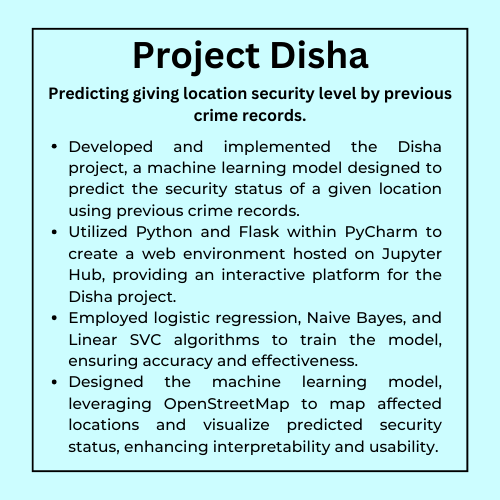 Project Disha
Predicting giving location security level by previous
crime records.
• Developed and implemented the Disha
project, a machine learning model designed to
predict the security status of a given location
using previous crime records.
• Utilized Python and Flask within PyCharm to
create a web environment hosted on Jupyter
Hub, providing an interactive platform for the
Disha project.
• Employed logistic regression, Naive Bayes, and
Linear SVC algorithms to train the model,
ensuring accuracy and effectiveness.
• Designed the machine learning model,
leveraging OpenStreetMap to map affected
locations and visualize predicted security
status, enhancing interpretability and usability.